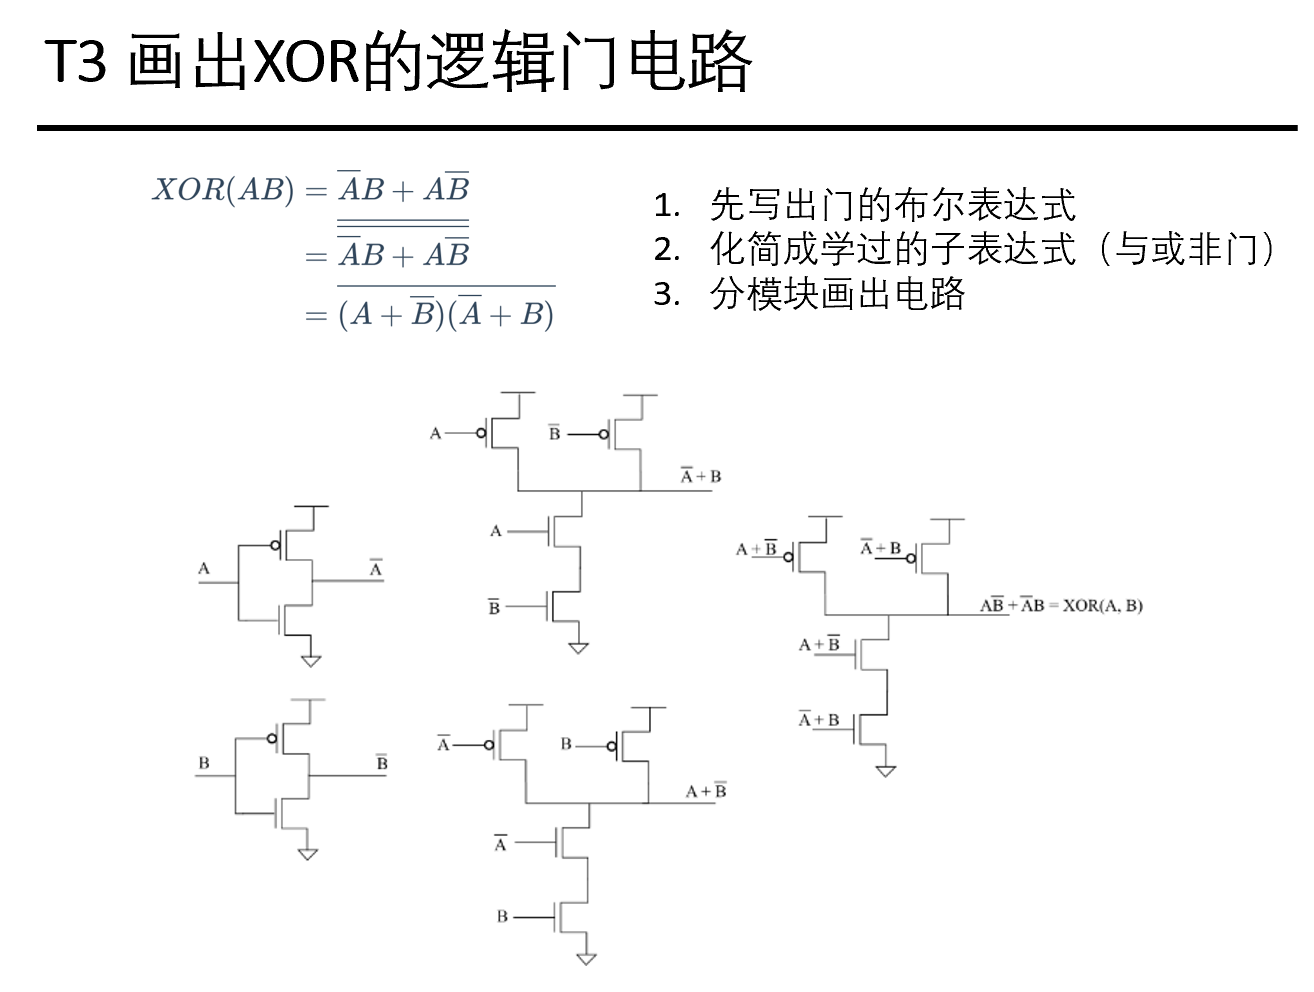 T3 画出XOR的逻辑门电路
XOR(AB) = A̅B + AB̅
= \overline{\overline{A̅B + AB̅}}
= \overline{(A + B̅)(A̅ + B)}
1. 先写出门的布尔表达式
2. 化简成学过的子表达式（与或非门）
3. 分模块画出电路
A
B̅
A̅ + B
A
B̅
A
A̅
A + B̅
A̅ + B
AB̅ + A̅B = XOR(A, B)
A + B̅
A̅ + B
B
B̅
A̅
B
A + B̅
A̅
B